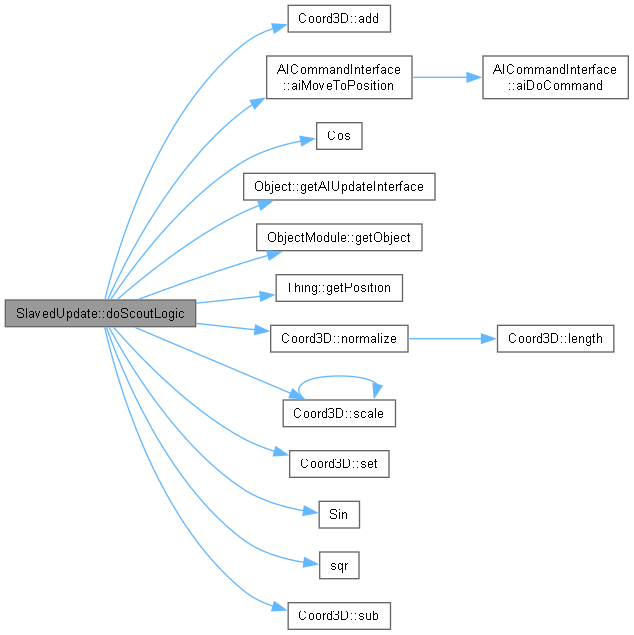 Coord3D::add
AICommandInterface
::aiMoveToPosition
AICommandInterface
::aiDoCommand
Cos
Object::getAIUpdateInterface
ObjectModule::getObject
Thing::getPosition
SlavedUpdate::doScoutLogic
Coord3D::normalize
Coord3D::length
Coord3D::scale
Coord3D::set
Sin
sqr
Coord3D::sub